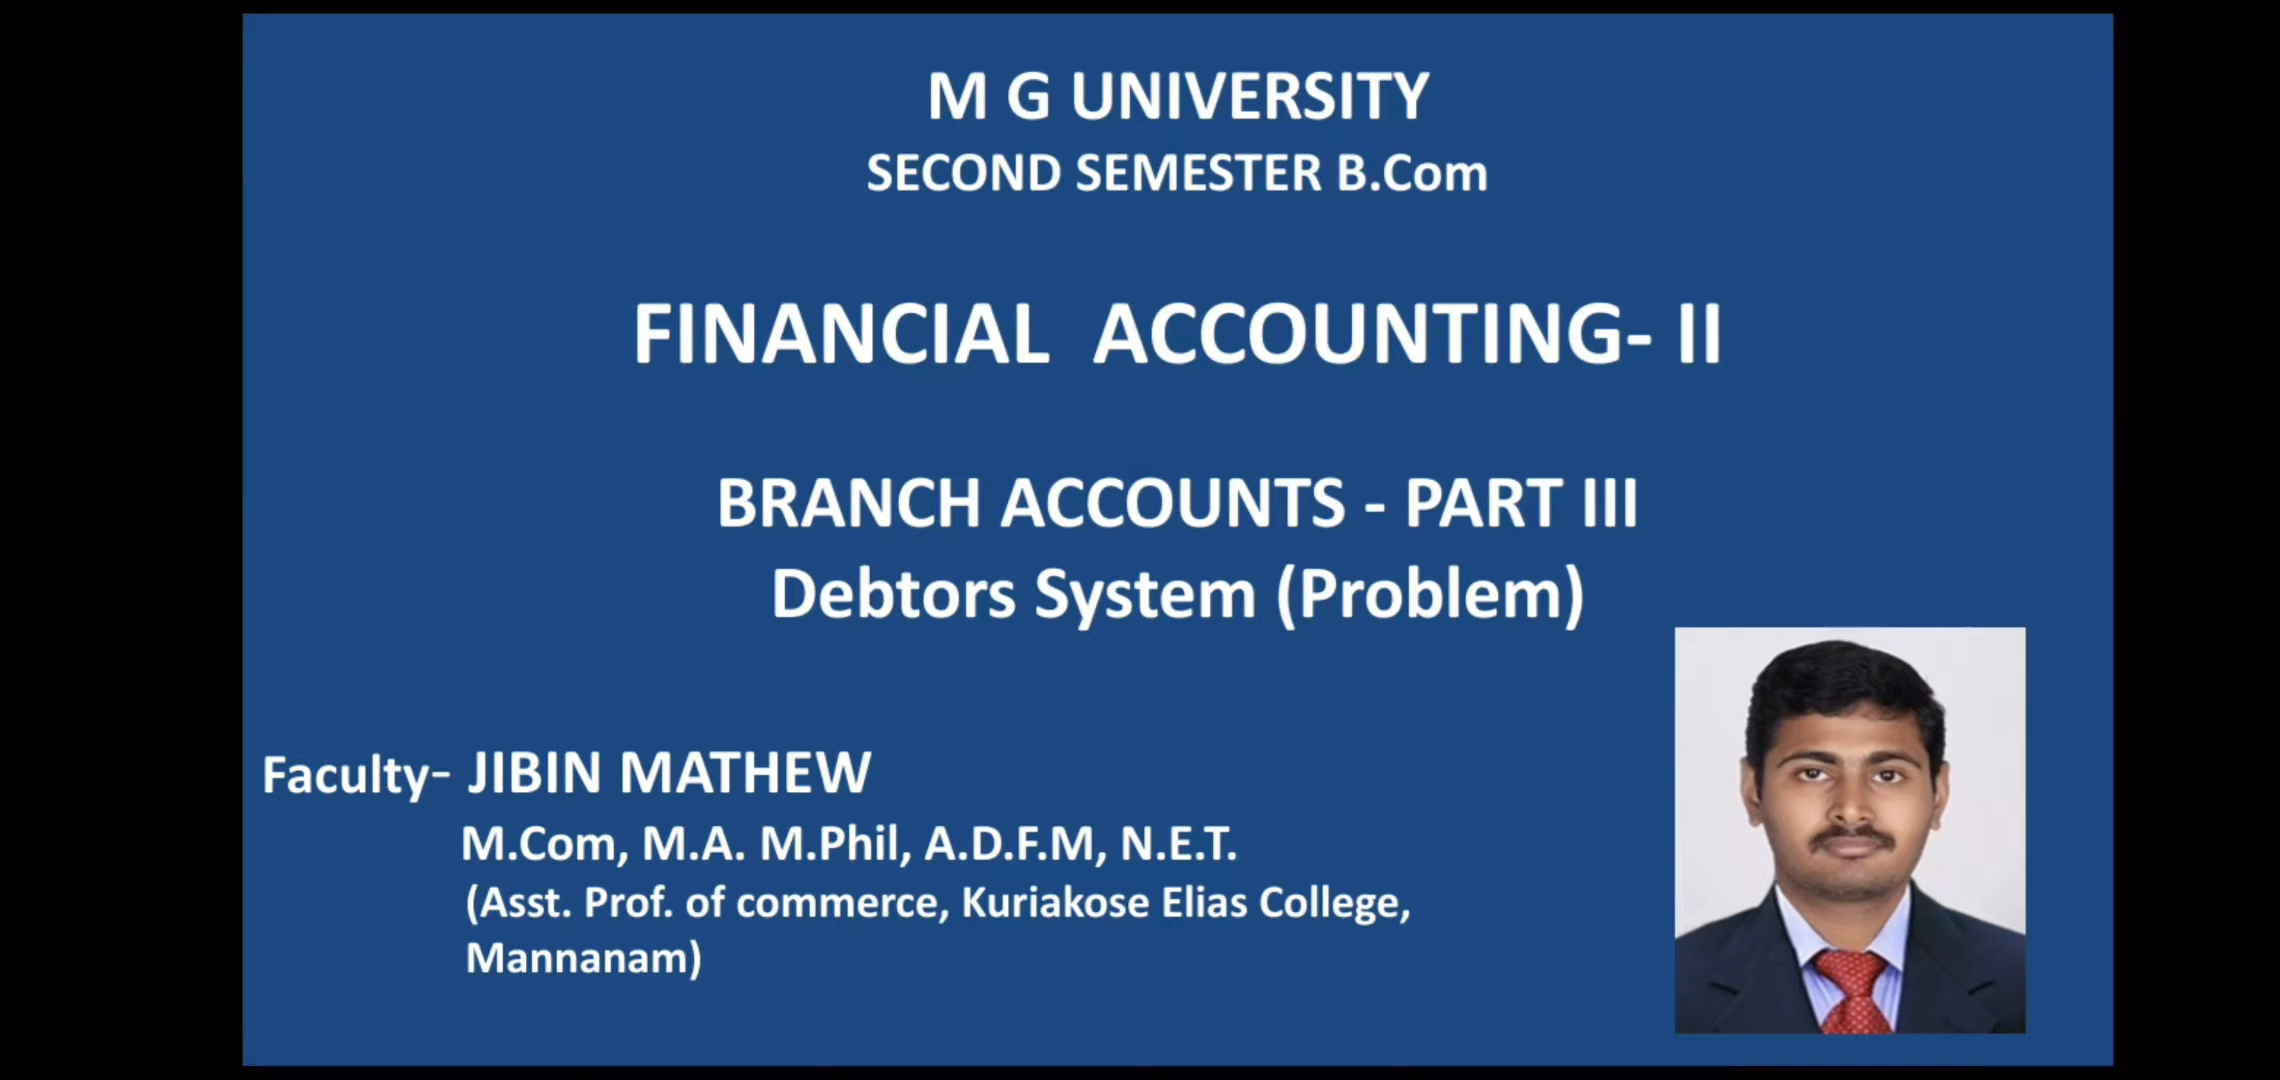 M G UNIVERSITY
SECOND SEMESTER B.Com
FINANCIAL ACCOUNTING- II
BRANCH ACCOUNTS - PART III
Debtors System (Problem)
Faculty- JIBIN MATHEW
M.Com, M.A. M.Phil, A.D.F.M, N.E.T.
(Asst. Prof. of commerce, Kuriakose Elias College,
Mannanam)